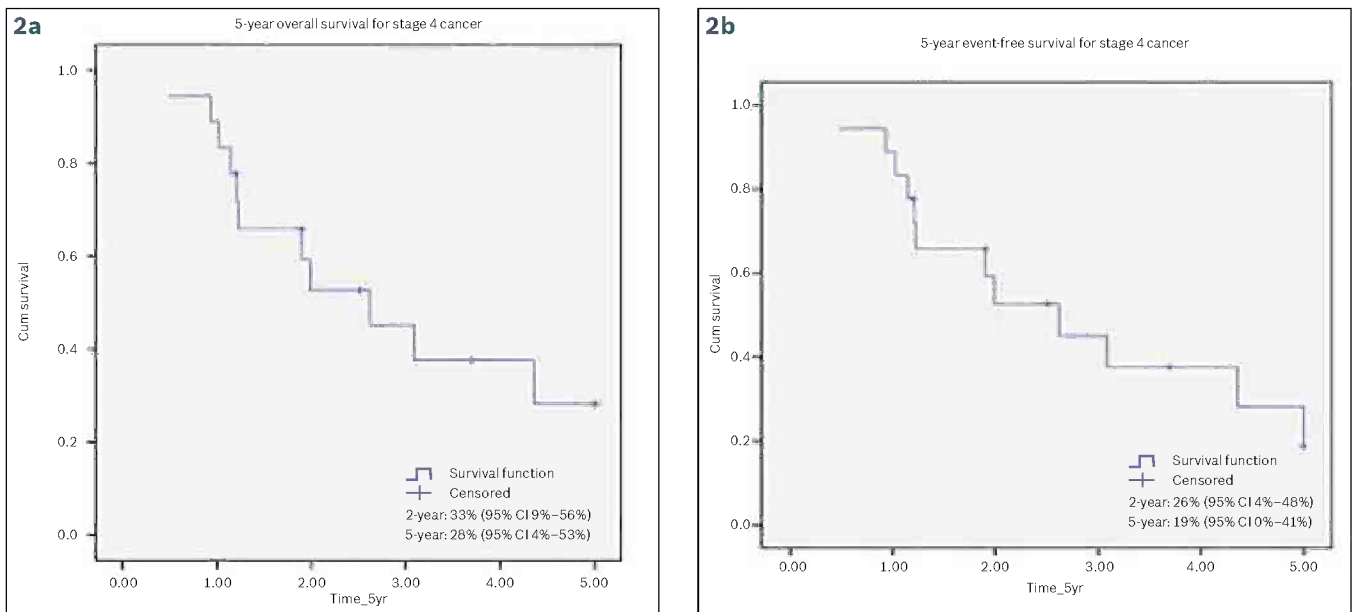 2a
5-year overall survival for stage 4 cancer
1.0
0.8
0.6
0.4
0.2
0.0
Cum survival
Survival function
Censored
2-year: 33% (95% CI 9%–56%)
5-year: 28% (95% CI 4%–53%)
0.00 1.00 2.00 3.00 4.00 5.00
Time_5yr
2b
5-year event-free survival for stage 4 cancer
1.0
0.8
0.6
0.4
0.2
0.0
Cum survival
Survival function
Censored
2-year: 26% (95% CI 4%–48%)
5-year: 19% (95% CI 0%–41%)
0.00 1.00 2.00 3.00 4.00 5.00
Time_5yr